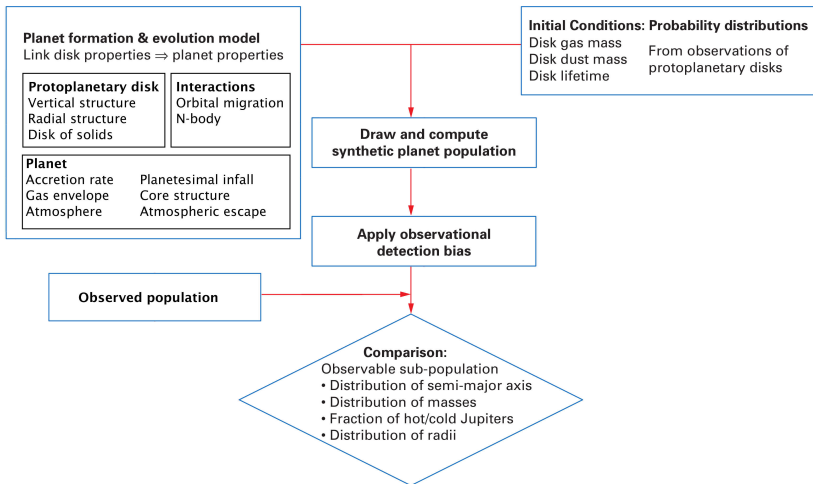 Planet formation & evolution model
Link disk properties ⇒ planet properties
Protoplanetary disk
Vertical structure
Radial structure
Disk of solids
Interactions
Orbital migration
N-body
Planet
Accretion rate Planetesimal infall
Gas envelope Core structure
Atmosphere Atmospheric escape
Initial Conditions: Probability distributions
Disk gas mass
Disk dust mass
Disk lifetime
From observations of
protoplanetary disks
Draw and compute
synthetic planet population
Apply observational
detection bias
Observed population
Comparison:
Observable sub-population
• Distribution of semi-major axis
• Distribution of masses
• Fraction of hot/cold Jupiters
• Distribution of radii